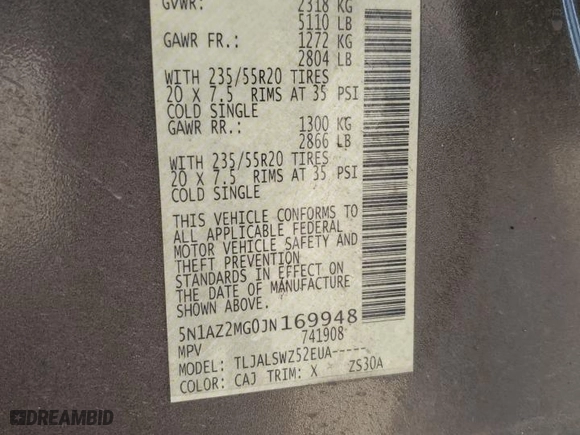 GVWR: 2318 KG
5110 LB
GAWR FR.: 1272 KG
2804 LB
WITH 235/55R20 TIRES
20 X 7.5 RIMS AT 35 PSI
COLD SINGLE
GAWR RR.: 1300 KG
2866 LB
WITH 235/55R20 TIRES
20 X 7.5 RIMS AT 35 PSI
COLD SINGLE
THIS VEHICLE CONFORMS TO
ALL APPLICABLE FEDERAL
MOTOR VEHICLE SAFETY AND
THEFT PREVENTION
STANDARDS IN EFFECT ON
THE DATE OF MANUFACTURE
SHOWN ABOVE.
5N1AZ2MG0JN169948
MPV 741908
MODEL: TLJALSWZ52EUA-----
COLOR: CAJ TRIM: X ZS30A
DREAMBID